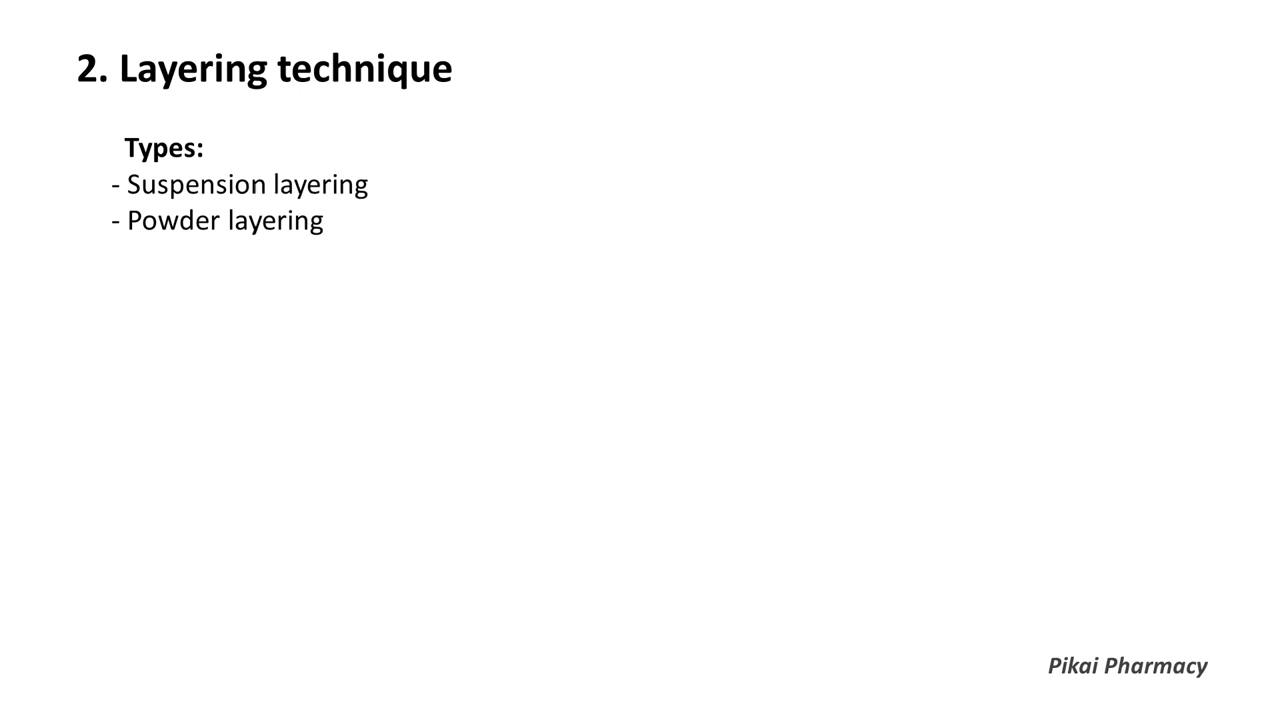 2. Layering technique
Types:
- Suspension layering
- Powder layering
Pikai Pharmacy